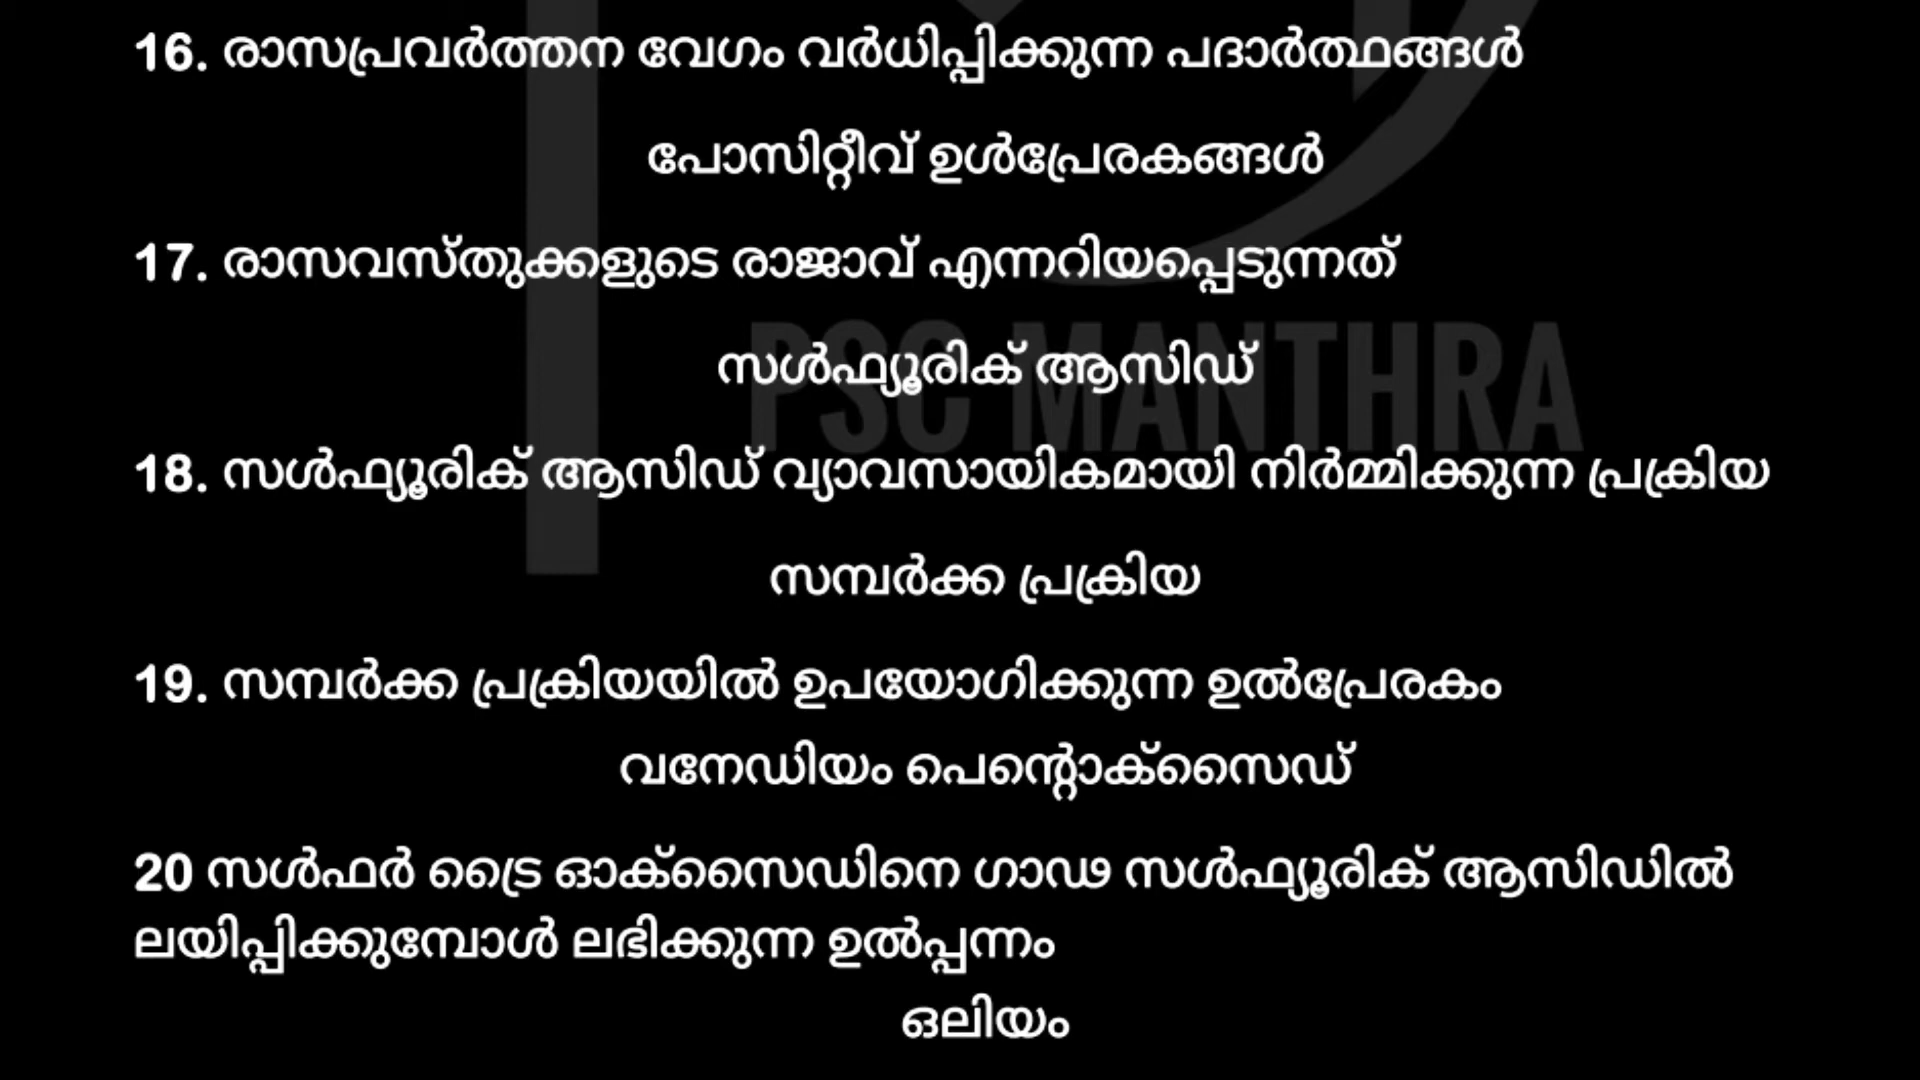 16. രാസപ്രവർത്തന വേഗം വർധിപ്പിക്കുന്ന പദാർത്ഥങ്ങൾ
പോസിറ്റീവ് ഉൾപ്രേരകങ്ങൾ
17. രാസവസ്തുക്കളുടെ രാജാവ് എന്നറിയപ്പെടുന്നത്
PSC MANTHRA
സൾഫ്യൂരിക് ആസിഡ്
18. സൾഫ്യൂരിക് ആസിഡ് വ്യാവസായികമായി നിർമ്മിക്കുന്ന പ്രക്രിയ
സമ്പർക്ക പ്രക്രിയ
19. സമ്പർക്ക പ്രക്രിയയിൽ ഉപയോഗിക്കുന്ന ഉൽപ്രേരകം
വനേഡിയം പെന്റൊക്സൈഡ്
20 സൾഫർ ട്രൈ ഓക്സൈഡിനെ ഗാഢ സൾഫ്യൂരിക് ആസിഡിൽ
ലയിപ്പിക്കുമ്പോൾ ലഭിക്കുന്ന ഉൽപ്പന്നം
ഒലിയം